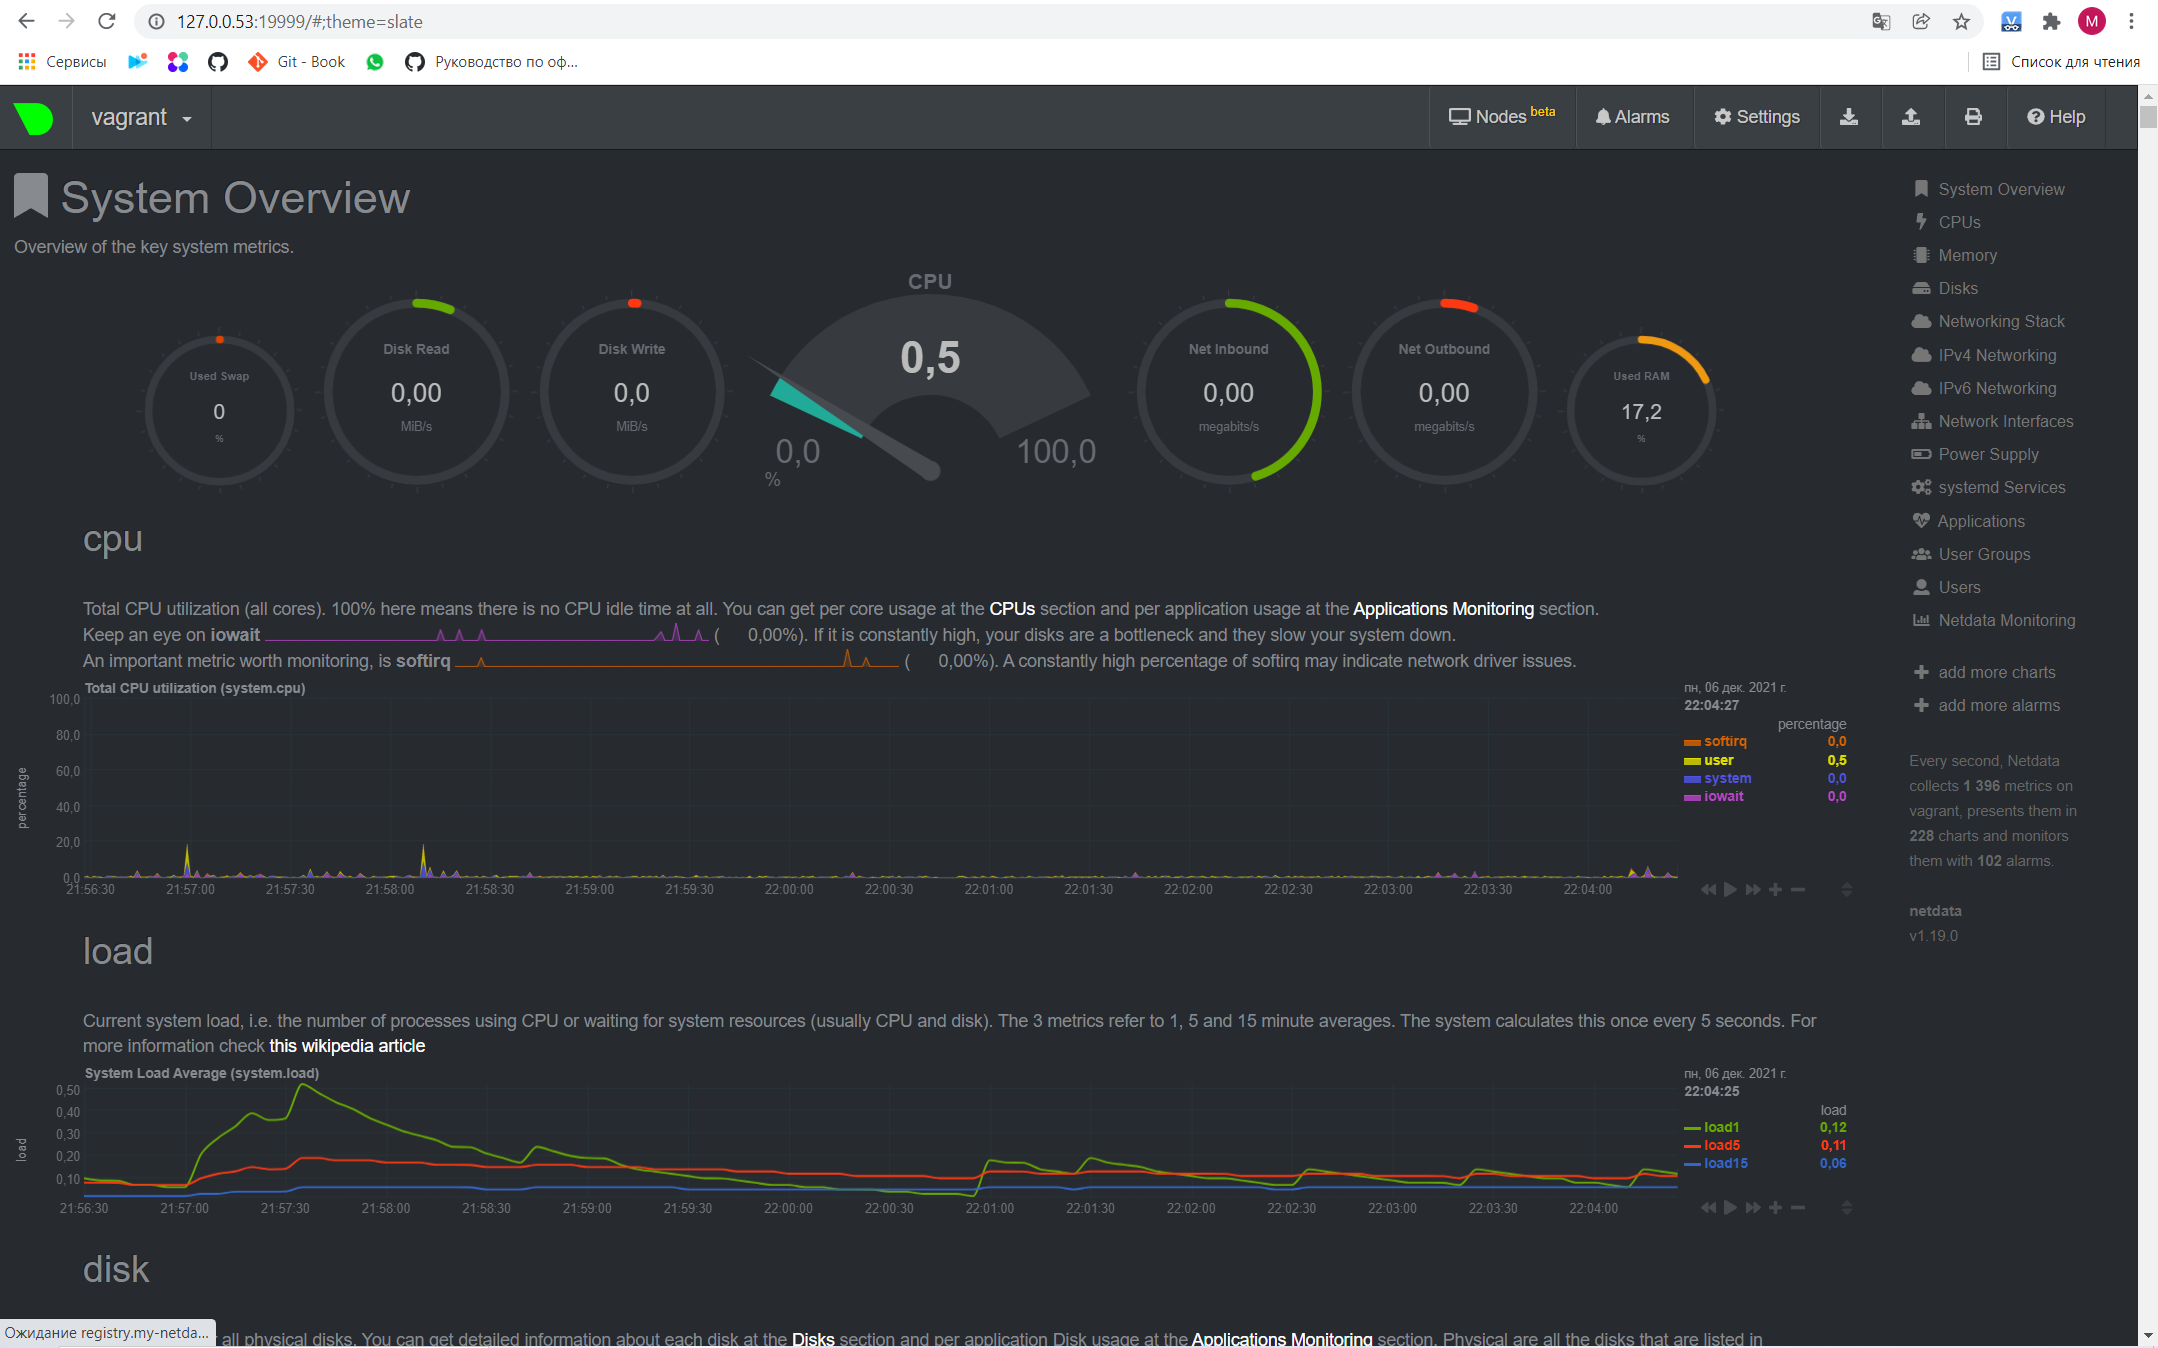 127.0.0.53:19999/#;theme=slate
M
Сервисы
Git - Book
Руководство по оф...
Список для чтения
vagrant
Nodes beta
Alarms
Settings
Help
System Overview
Overview of the key system metrics.
Used Swap
0
%
Disk Read
0,00
MiB/s
Disk Write
0,0
MiB/s
CPU
0,5
0,0
100,0
%
Net Inbound
0,00
megabits/s
Net Outbound
0,00
megabits/s
Used RAM
17,2
%
cpu
Total CPU utilization (all cores). 100% here means there is no CPU idle time at all. You can get per core usage at the CPUs section and per application usage at the Applications Monitoring section.
Keep an eye on iowait ( 0,00%). If it is constantly high, your disks are a bottleneck and they slow your system down.
An important metric worth monitoring, is softirq ( 0,00%). A constantly high percentage of softirq may indicate network driver issues.
Total CPU utilization (system.cpu)
percentage
100,0
80,0
60,0
40,0
20,0
0,0
21:56:30 21:57:00 21:57:30 21:58:00 21:58:30 21:59:00 21:59:30 22:00:00 22:00:30 22:01:00 22:01:30 22:02:00 22:02:30 22:03:00 22:03:30 22:04:00
пн, 06 дек. 2021 г.
22:04:27
percentage
softirq 0,0
user 0,5
system 0,0
iowait 0,0
load
Current system load, i.e. the number of processes using CPU or waiting for system resources (usually CPU and disk). The 3 metrics refer to 1, 5 and 15 minute averages. The system calculates this once every 5 seconds. For
more information check this wikipedia article
System Load Average (system.load)
load
0,50
0,40
0,30
0,20
0,10
21:56:30 21:57:00 21:57:30 21:58:00 21:58:30 21:59:00 21:59:30 22:00:00 22:00:30 22:01:00 22:01:30 22:02:00 22:02:30 22:03:00 22:03:30 22:04:00
пн, 06 дек. 2021 г.
22:04:25
load
load1 0,12
load5 0,11
load15 0,06
disk
all physical disks. You can get detailed information about each disk at the Disks section and per application Disk usage at the Applications Monitoring section. Physical are all the disks that are listed in
Ожидание registry.my-netda...
System Overview
CPUs
Memory
Disks
Networking Stack
IPv4 Networking
IPv6 Networking
Network Interfaces
Power Supply
systemd Services
Applications
User Groups
Users
Netdata Monitoring
add more charts
add more alarms
Every second, Netdata
collects 1 396 metrics on
vagrant, presents them in
228 charts and monitors
them with 102 alarms.
netdata
v1.19.0